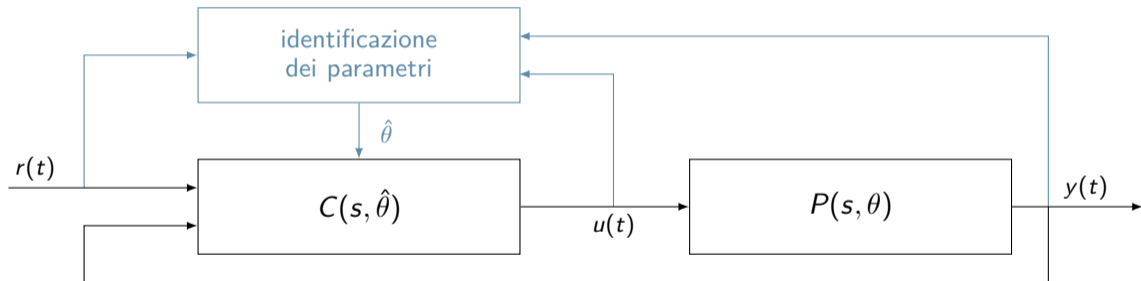 identificazione
dei parametri
θ̂
r(t)
C(s, θ̂)
u(t)
P(s, θ)
y(t)